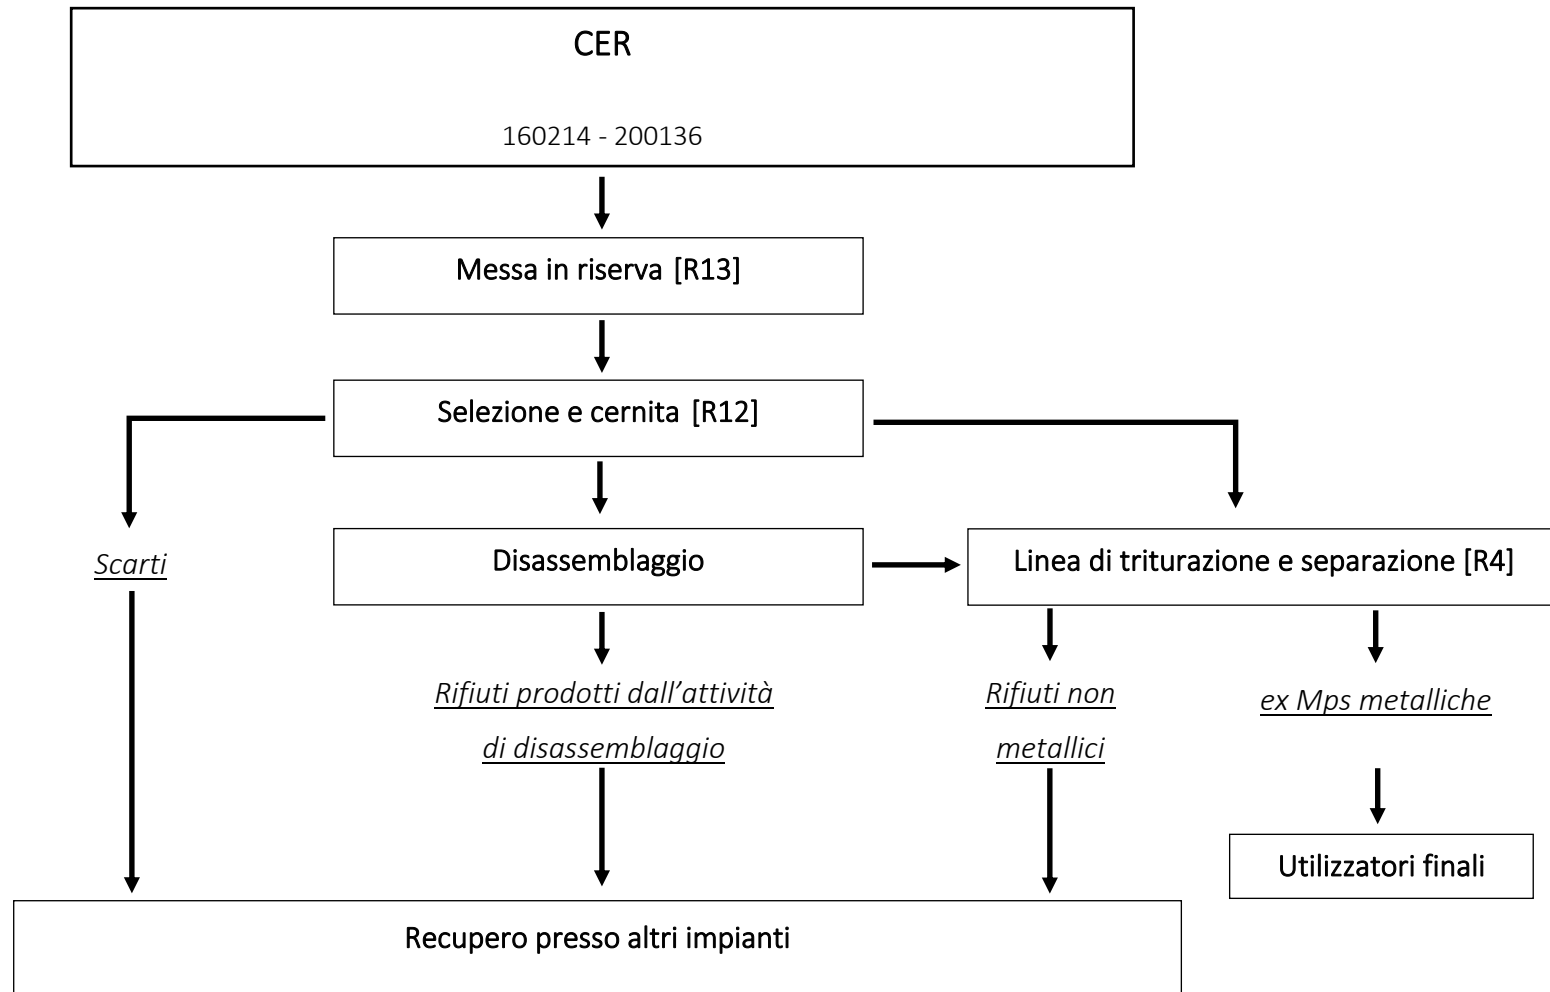 CER
160214 - 200136
Messa in riserva [R13]
Selezione e cernita [R12]
Scarti
Disassemblaggio
Linea di triturazione e separazione [R4]
Rifiuti prodotti dall’attività
di disassemblaggio
Rifiuti non
metallici
ex Mps metalliche
Utilizzatori finali
Recupero presso altri impianti